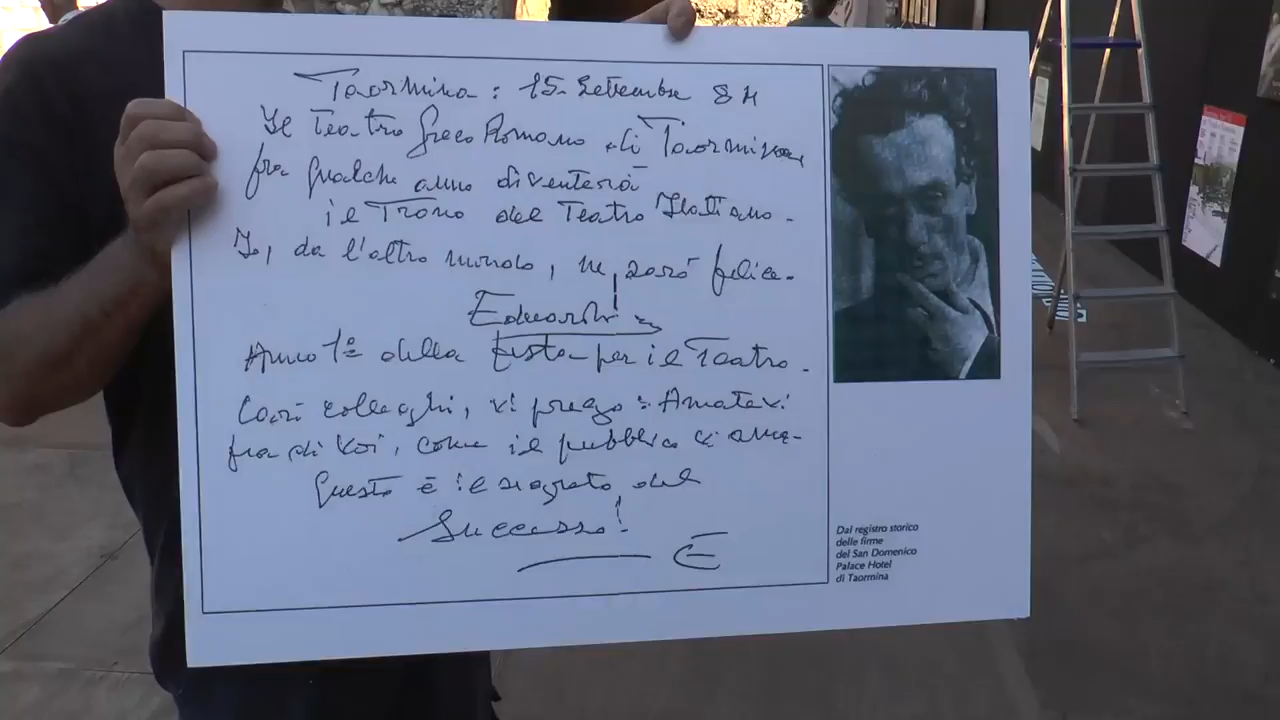 Taormina : 15 Settembre 84
Il Teatro Greco Romano di Taormina
fra qualche anno diventerà
il Trono del Teatro Italiano.
Io, da l'altro mondo, ne sarò felice.
Eduardo
Anno 1º della festa per il Teatro.
Cari colleghi, vi prego: Amatevi
fra di voi, come il pubblico ci ama.
Questo è il segreto del
Successo!
E
Dal registro storico
delle firme
del San Domenico
Palace Hotel
di Taormina